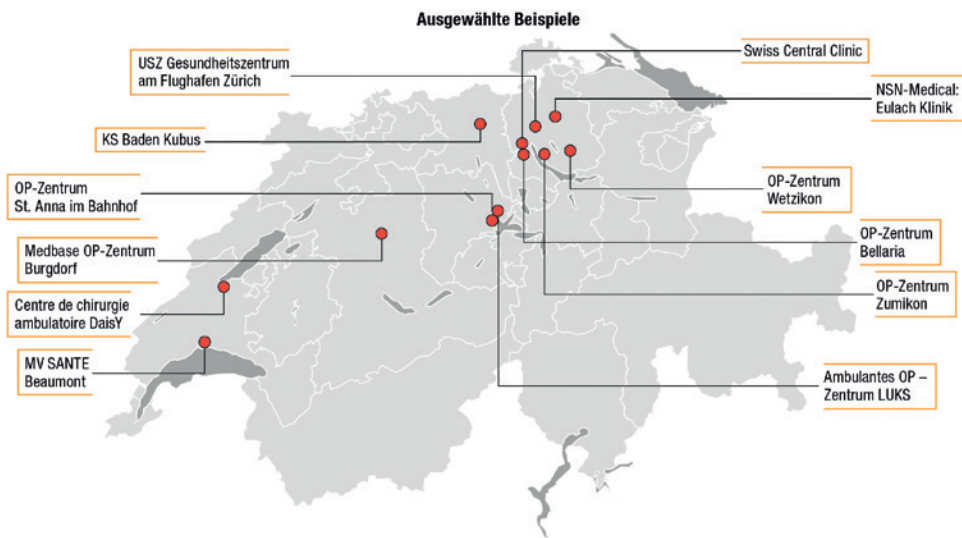 Ausgewählte Beispiele
Swiss Central Clinic
USZ Gesundheitszentrum
am Flughafen Zürich
NSN-Medical:
Eulach Klinik
KS Baden Kubus
OP-Zentrum
St. Anna im Bahnhof
OP-Zentrum
Wetzikon
Medbase OP-Zentrum
Burgdorf
OP-Zentrum
Bellaria
Centre de chirurgie
ambulatoire DaisY
OP-Zentrum
Zumikon
MV SANTE
Beaumont
Ambulantes OP –
Zentrum LUKS